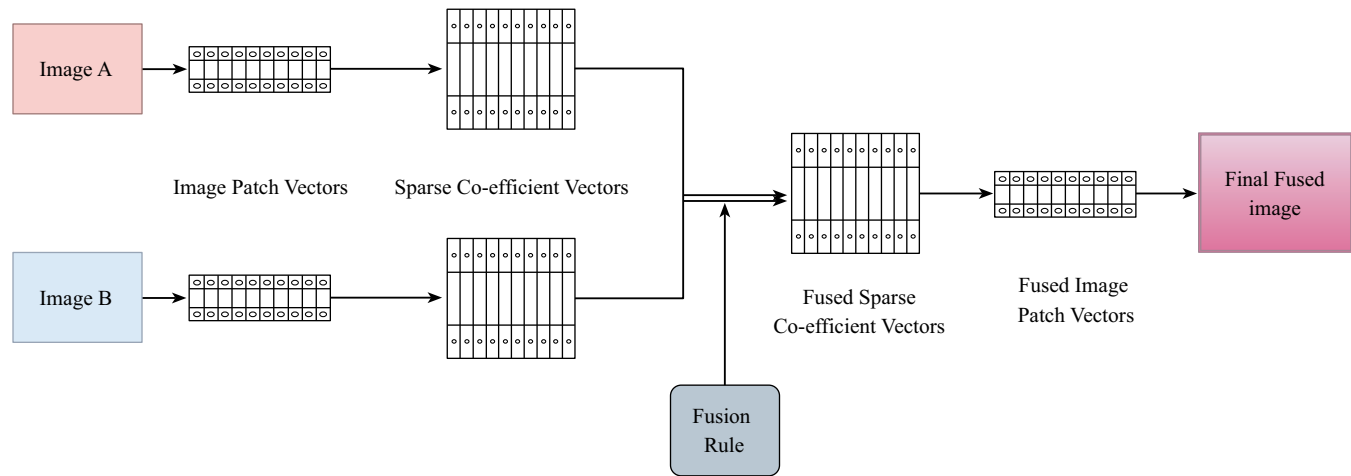 Image A
Image Patch Vectors
Sparse Co-efficient Vectors
Image B
Fusion
Rule
Fused Sparse
Co-efficient Vectors
Fused Image
Patch Vectors
Final Fused
image